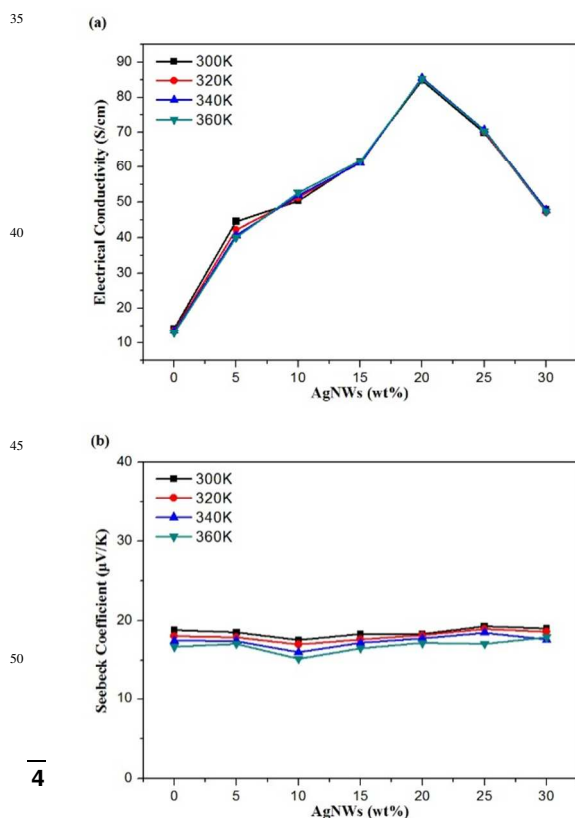 35
(a)
300K
320K
340K
360K
90
80
70
60
50
40
30
20
10
Electrical Conductivity (S/cm)
0 5 10 15 20 25 30
AgNWs (wt%)
40
45
(b)
300K
320K
340K
360K
40
30
20
10
0
Seebeck Coefficient (µV/K)
0 5 10 15 20 25 30
AgNWs (wt%)
50
4